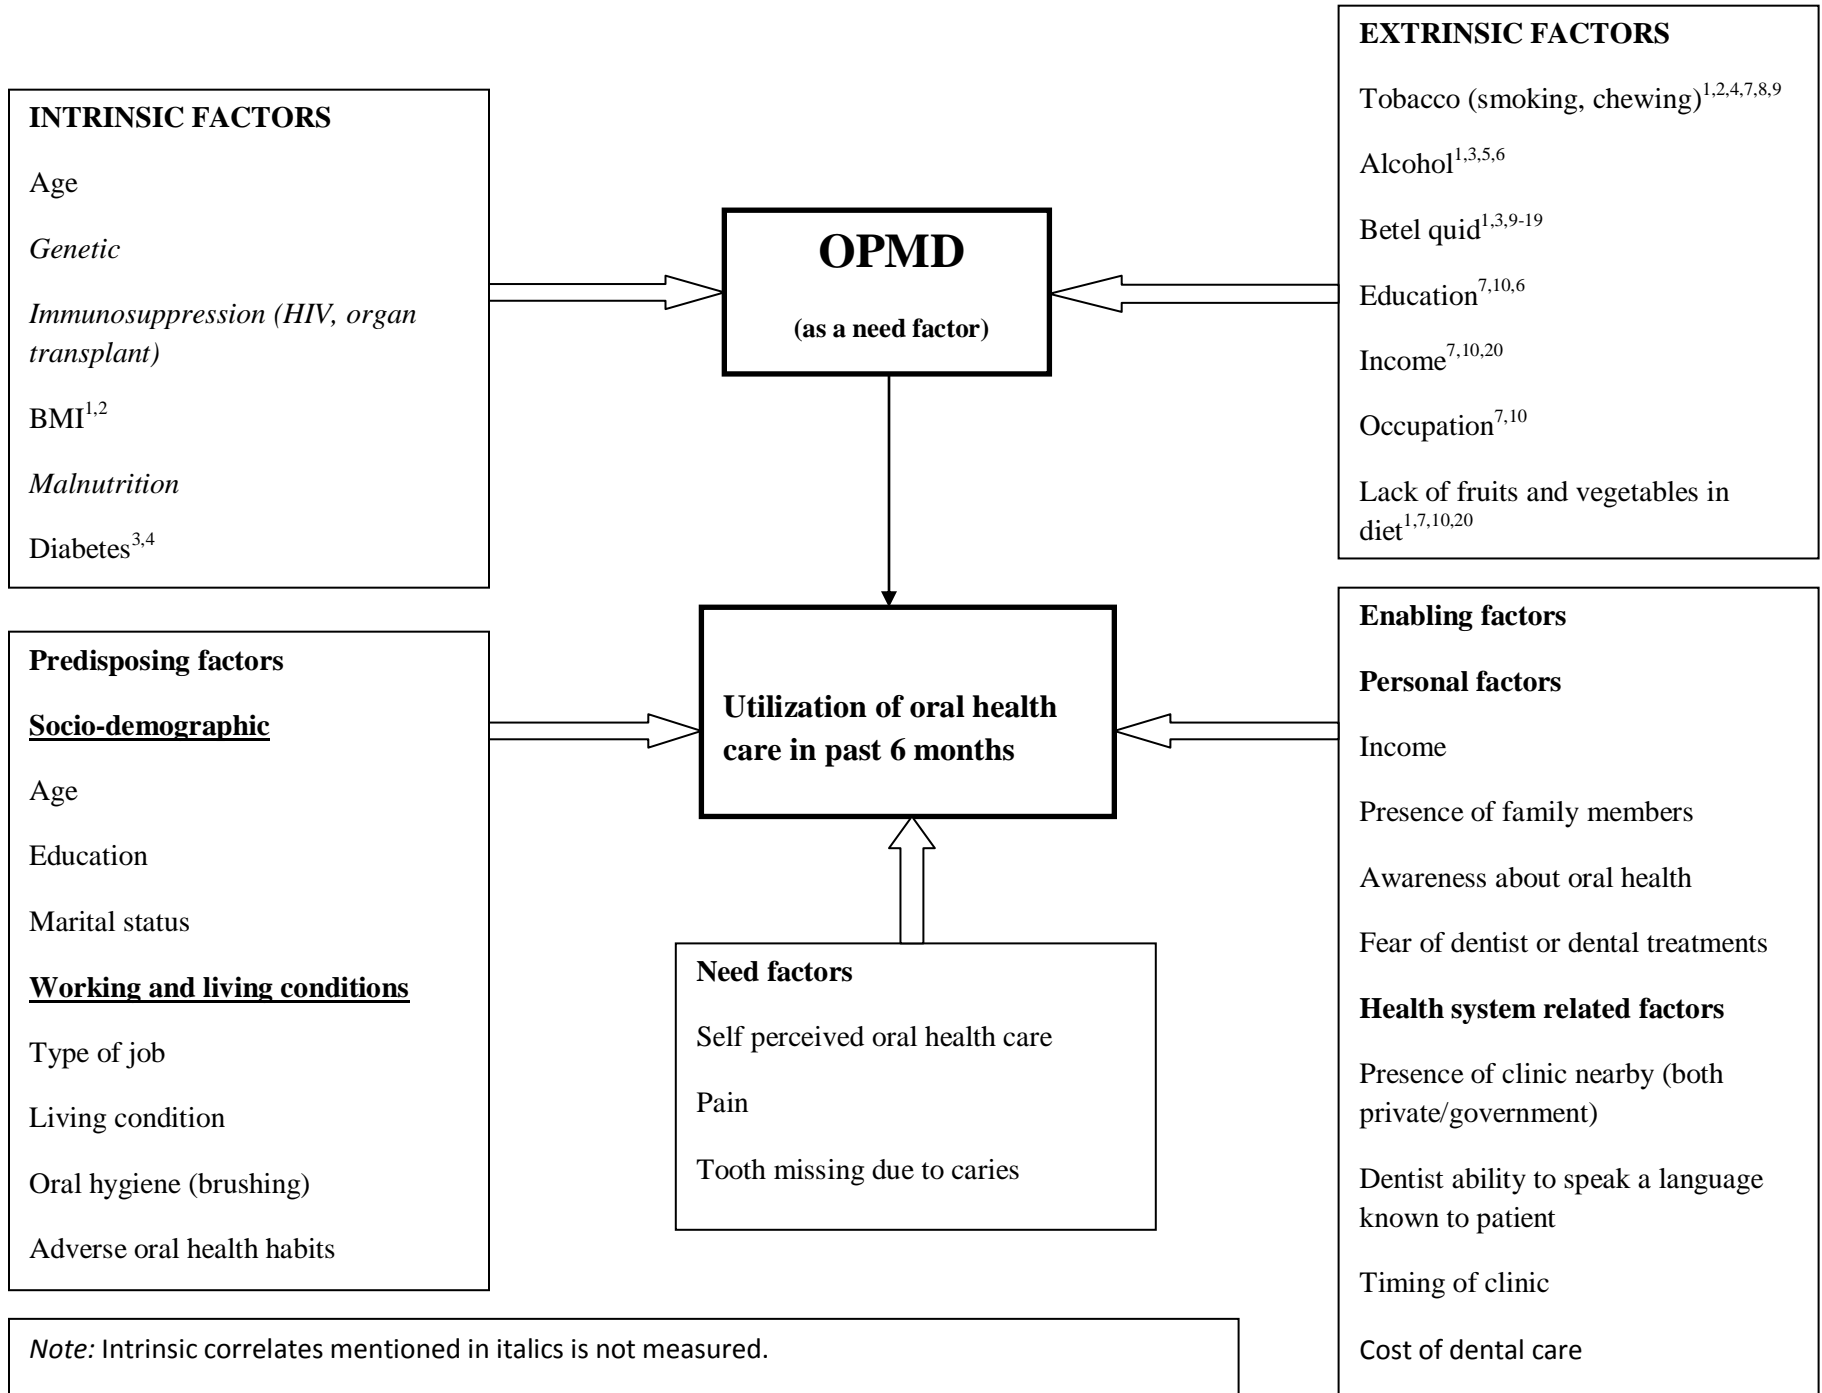 INTRINSIC FACTORS
Age
Genetic
Immunosuppression (HIV, organ
transplant)
BMI1,2
Malnutrition
Diabetes3,4
OPMD
(as a need factor)
EXTRINSIC FACTORS
Tobacco (smoking, chewing)1,2,4,7,8,9
Alcohol1,3,5,6
Betel quid1,3,9-19
Education7,10,6
Income7,10,20
Occupation7,10
Lack of fruits and vegetables in
diet1,7,10,20
Predisposing factors
Socio-demographic
Age
Education
Marital status
Working and living conditions
Type of job
Living condition
Oral hygiene (brushing)
Adverse oral health habits
Utilization of oral health
care in past 6 months
Need factors
Self perceived oral health care
Pain
Tooth missing due to caries
Enabling factors
Personal factors
Income
Presence of family members
Awareness about oral health
Fear of dentist or dental treatments
Health system related factors
Presence of clinic nearby (both
private/government)
Dentist ability to speak a language
known to patient
Timing of clinic
Cost of dental care
Note: Intrinsic correlates mentioned in italics is not measured.